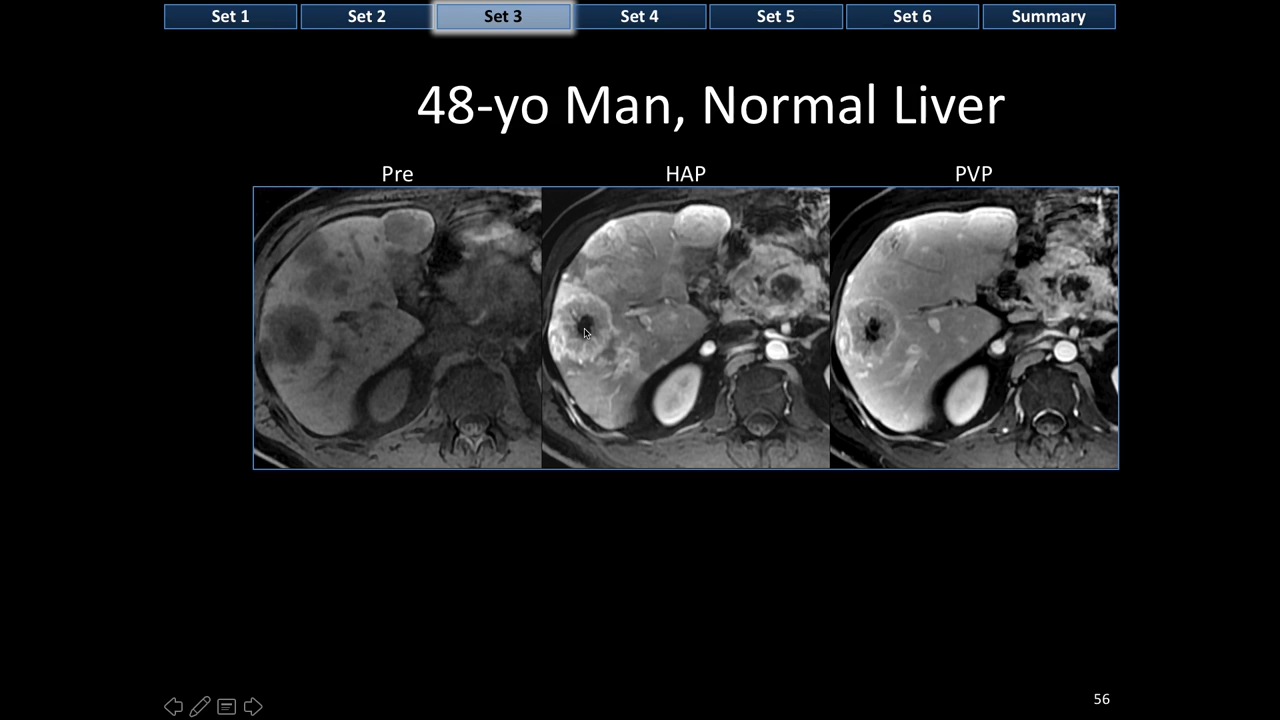 Set 1 Set 2 Set 3 Set 4 Set 5 Set 6 Summary
48-yo Man, Normal Liver
Pre HAP PVP
56